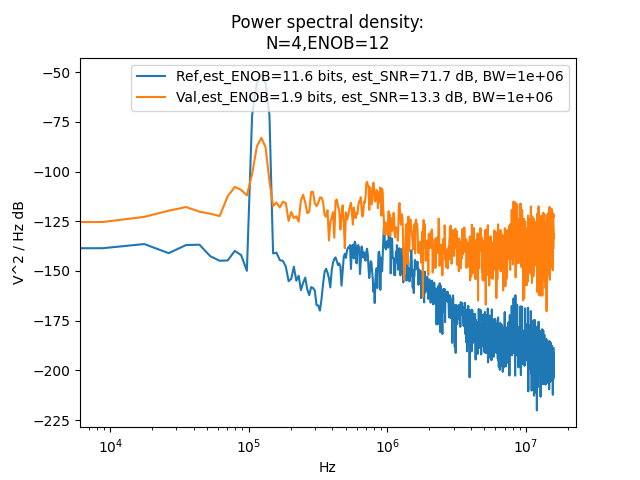 Power spectral density:
N=4,ENOB=12
Ref,est_ENOB=11.6 bits, est_SNR=71.7 dB, BW=1e+06
Val,est_ENOB=1.9 bits, est_SNR=13.3 dB, BW=1e+06
V^2 / Hz dB
−50
−75
−100
−125
−150
−175
−200
−225
10^4
10^5
10^6
10^7
Hz